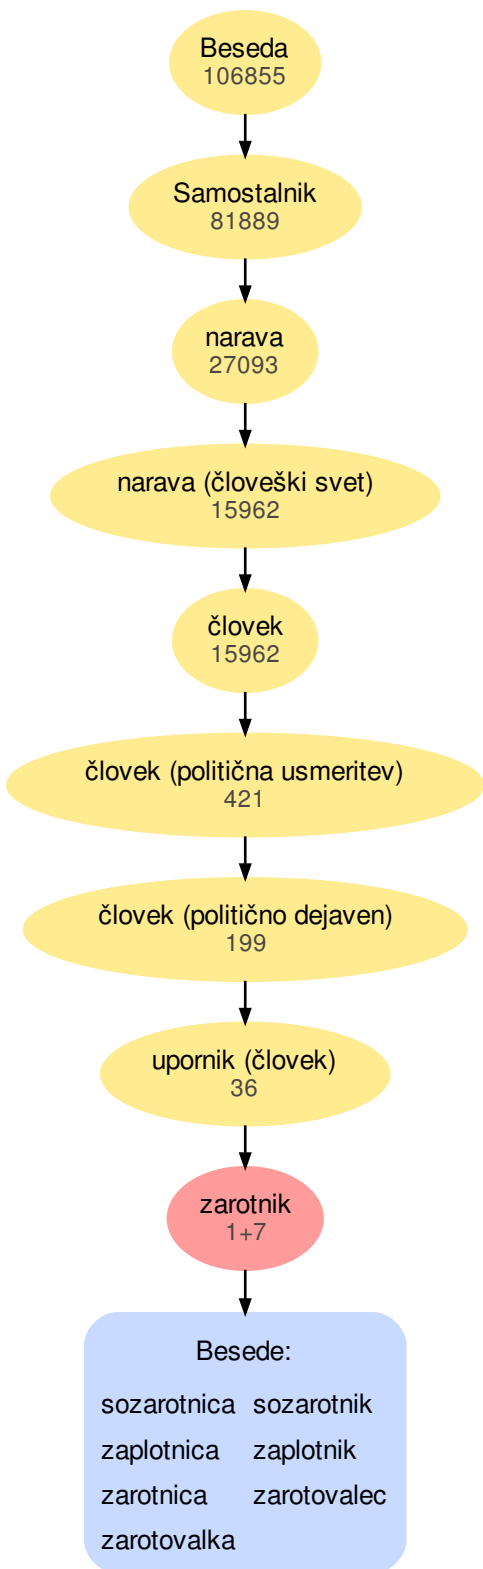 Beseda
106855
Samostalnik
81889
narava
27093
narava (človeški svet)
15962
človek
15962
človek (politična usmeritev)
421
človek (politično dejaven)
199
upornik (človek)
36
zarotnik
1+7
Besede:
sozarotnica sozarotnik
zaplotnica zaplotnik
zarotnica zarotovalec
zarotovalka